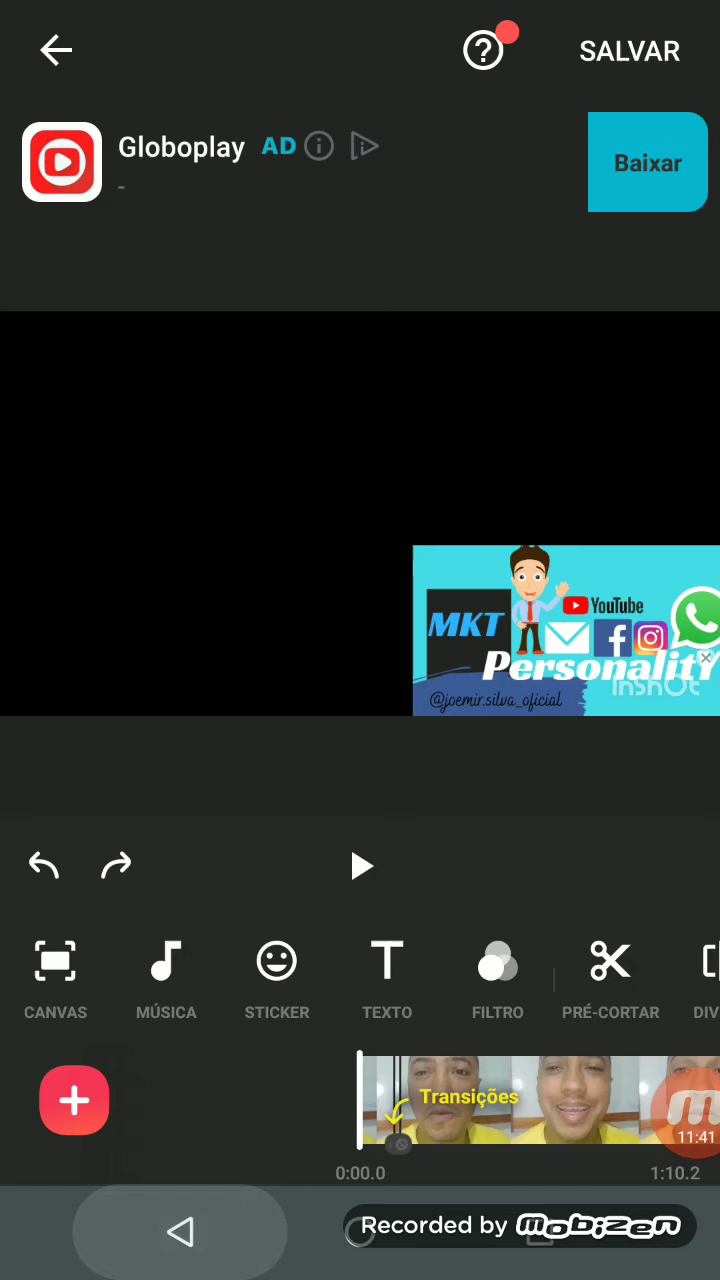 SALVAR
Globoplay AD
-
Baixar
YouTube
MKT
Personality
InShOt
@joemir.silva_oficial
CANVAS
MÚSICA
STICKER
TEXTO
FILTRO
PRÉ-CORTAR
DIV
Transições
11:41
0:00.0
1:10.2
Recorded by mobizen